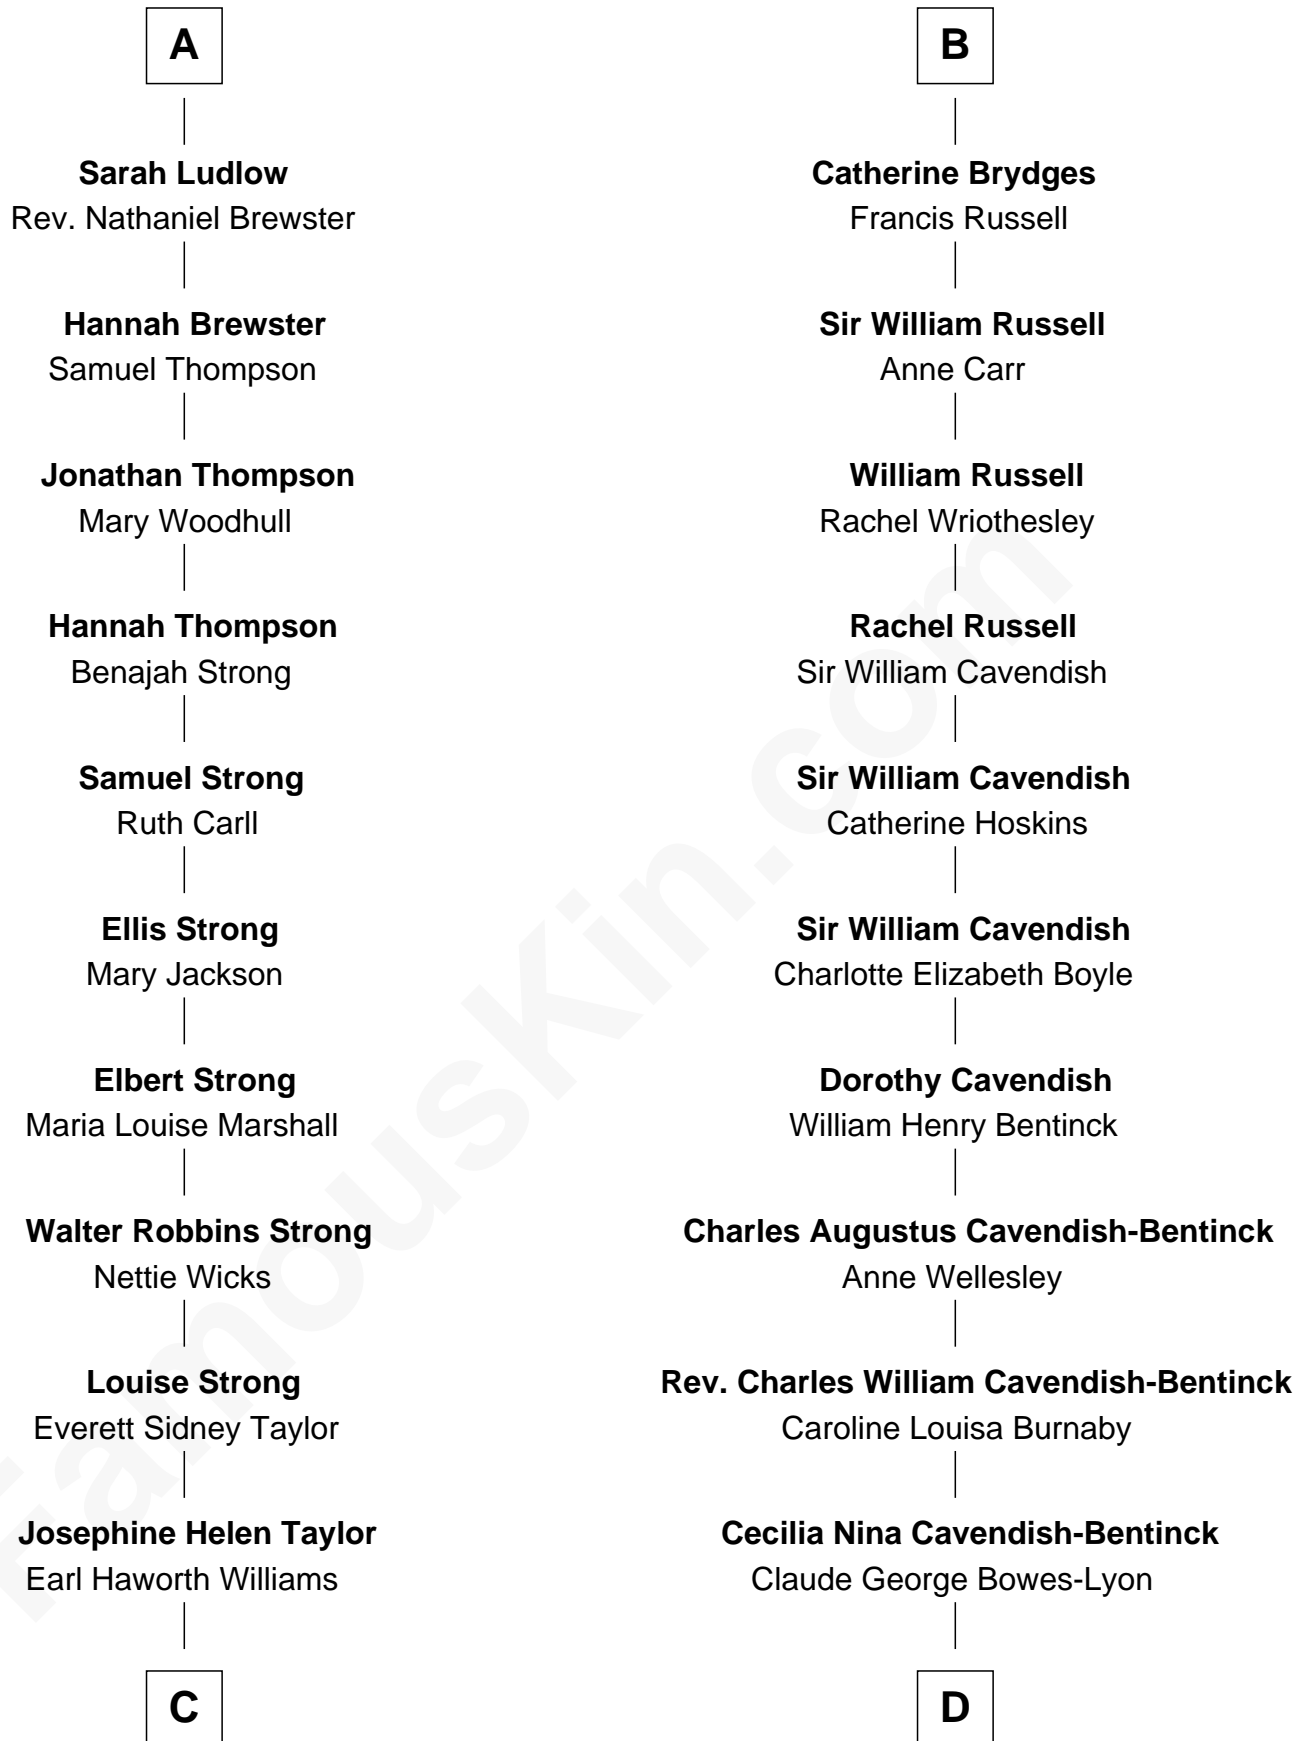 A
Sarah Ludlow
Rev. Nathaniel Brewster
Hannah Brewster
Samuel Thompson
Jonathan Thompson
Mary Woodhull
Hannah Thompson
Benajah Strong
Samuel Strong
Ruth Carll
Ellis Strong
Mary Jackson
Elbert Strong
Maria Louise Marshall
Walter Robbins Strong
Nettie Wicks
Louise Strong
Everett Sidney Taylor
Josephine Helen Taylor
Earl Haworth Williams
C
B
Catherine Brydges
Francis Russell
Sir William Russell
Anne Carr
William Russell
Rachel Wriothesley
Rachel Russell
Sir William Cavendish
Sir William Cavendish
Catherine Hoskins
Sir William Cavendish
Charlotte Elizabeth Boyle
Dorothy Cavendish
William Henry Bentinck
Charles Augustus Cavendish-Bentinck
Anne Wellesley
Rev. Charles William Cavendish-Bentinck
Caroline Louisa Burnaby
Cecilia Nina Cavendish-Bentinck
Claude George Bowes-Lyon
D
FamousKin.com